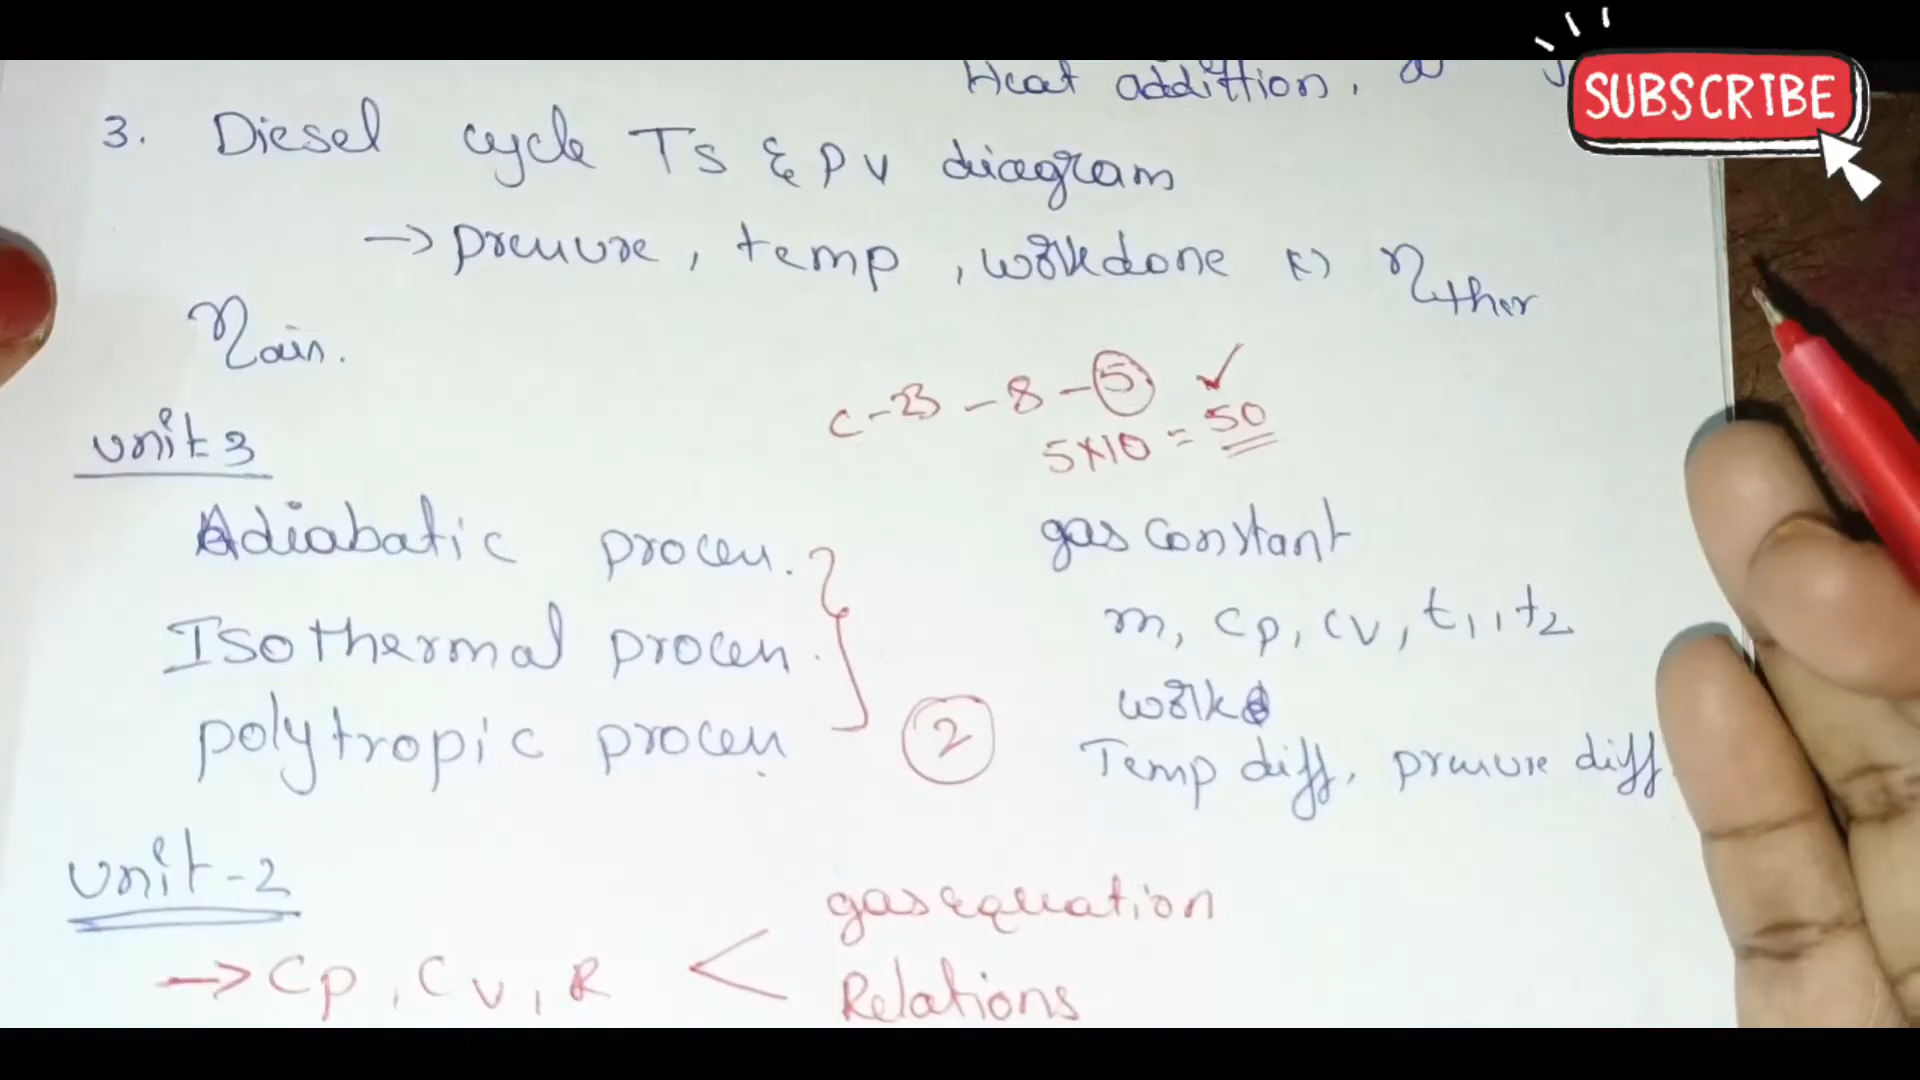 Heat addittion,
SUBSCRIBE
3. Diesel cycle Ts & PV diagram
→ pressure, temp, workdone (r) ηther
ηair.
C-23 - 8 - 5 ✓
5×10 = 50
unit 3
Adiabatic process. gas constant
Isothermal process. m, Cp, Cv, t1, t2
work
polytropic process 2 Temp diff, pressure diff
Unit-2
→ Cp, Cv, R < gas equation
Relations